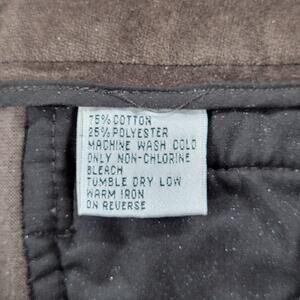 75% COTTON
25% POLYESTER
MACHINE WASH COLD
ONLY NON-CHLORINE
BLEACH
TUMBLE DRY LOW
WARM IRON
ON REVERSE